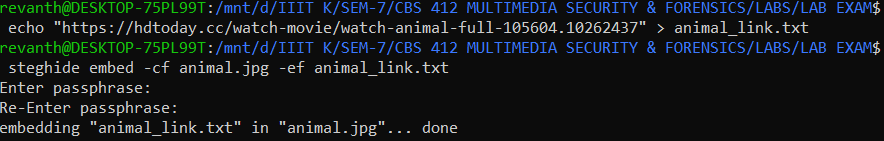 revanth@DESKTOP-75PL99T:/mnt/d/IIIT K/SEM-7/CBS 412 MULTIMEDIA SECURITY & FORENSICS/LABS/LAB EXAM$
echo "https://hdtoday.cc/watch-movie/watch-animal-full-105604.10262437" > animal_link.txt
revanth@DESKTOP-75PL99T:/mnt/d/IIIT K/SEM-7/CBS 412 MULTIMEDIA SECURITY & FORENSICS/LABS/LAB EXAM$
steghide embed -cf animal.jpg -ef animal_link.txt
Enter passphrase:
Re-Enter passphrase:
embedding "animal_link.txt" in "animal.jpg"... done